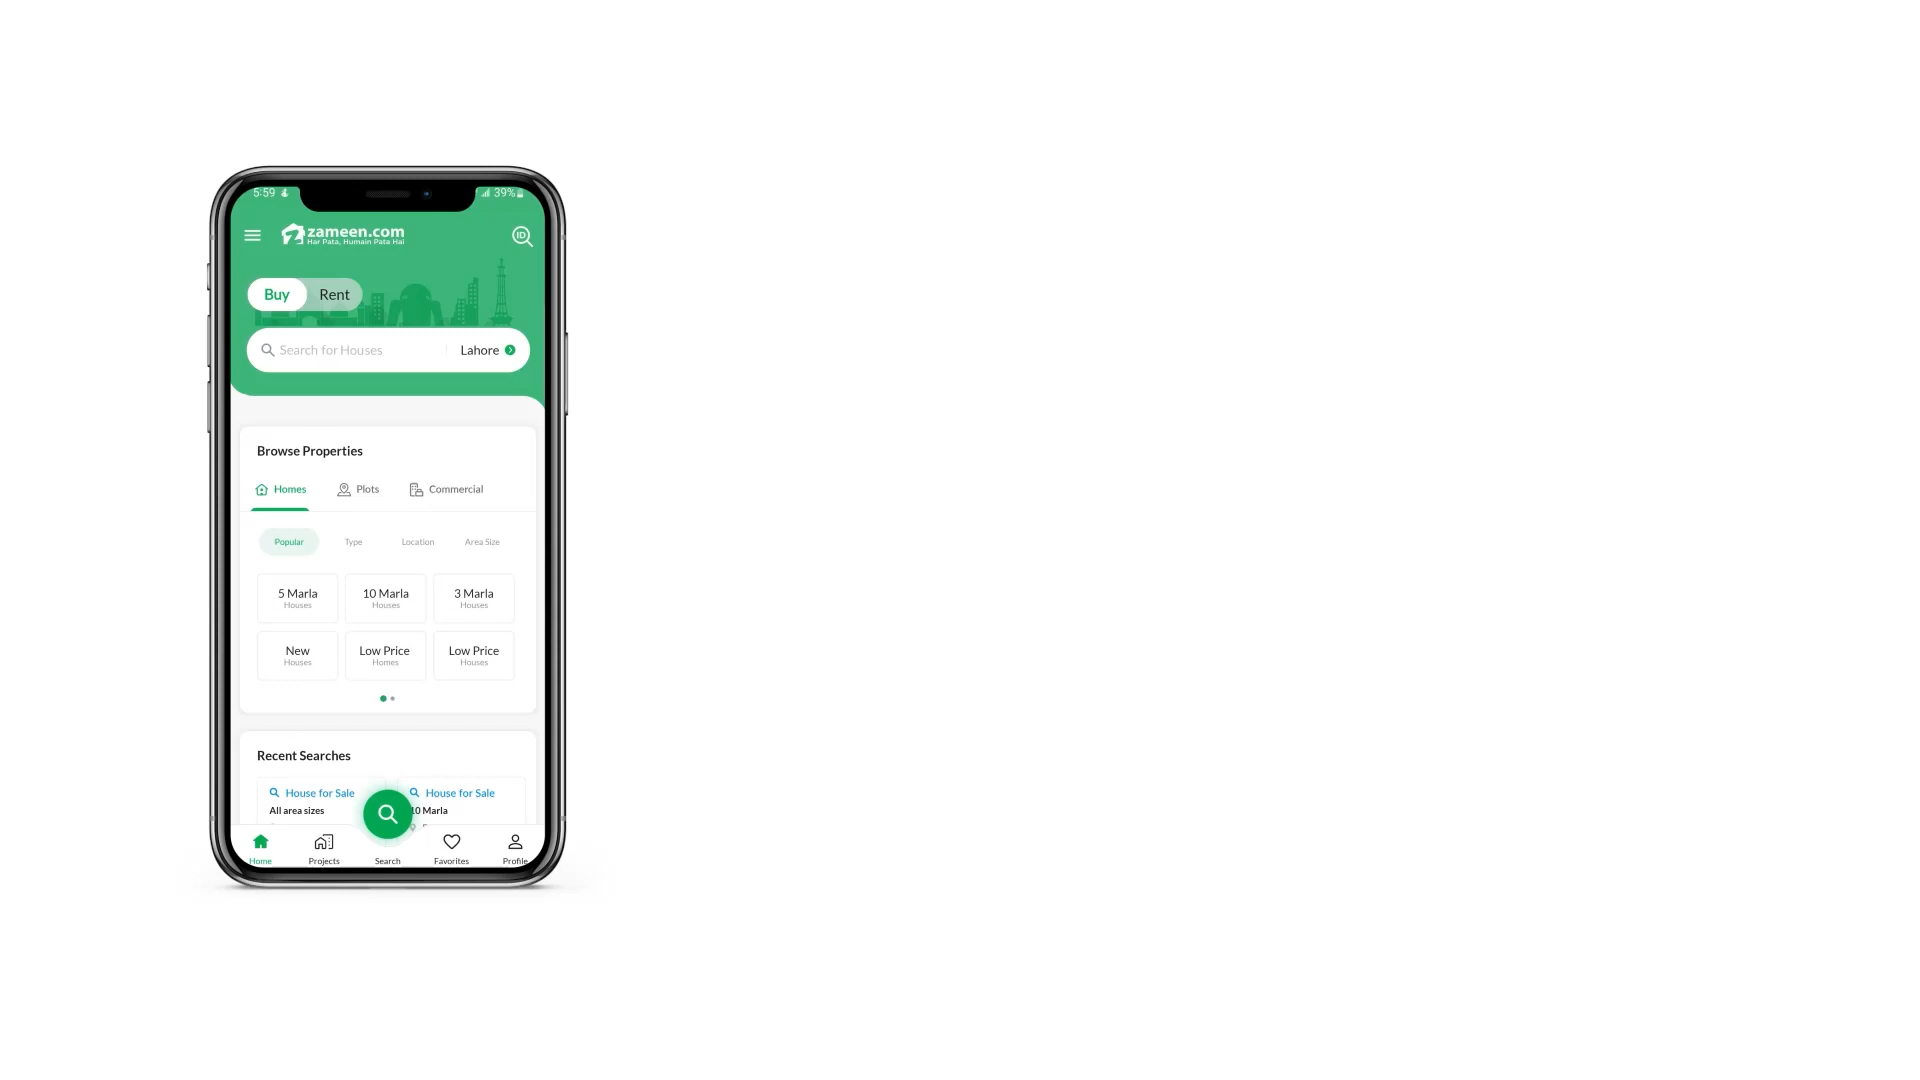 5:59
39%
zameen.com
Har Pata, Humain Pata Hai
ID
Buy Rent
Search for Houses Lahore
Browse Properties
Homes Plots Commercial
Popular Type Location Area Size
5 Marla 10 Marla 3 Marla
Houses Houses Houses
New Low Price Low Price
Houses Homes Houses
Recent Searches
House for Sale House for Sale
All area sizes 10 Marla
Home Projects Search Favorites Profile